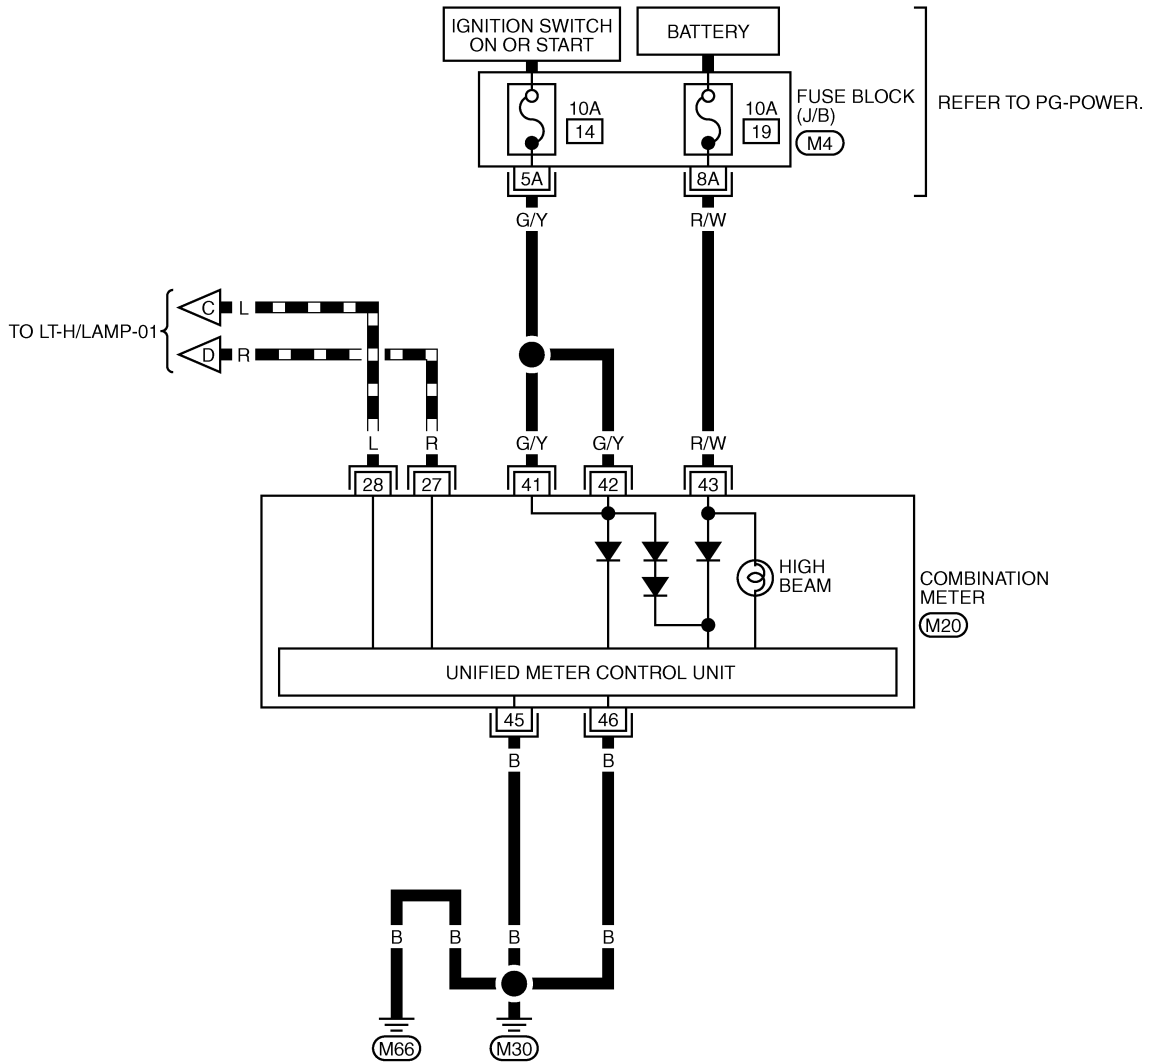 IGNITION SWITCH
ON OR START
BATTERY
10A
14
10A
19
FUSE BLOCK
(J/B)
M4
REFER TO PG-POWER.
5A
8A
G/Y
R/W
TO LT-H/LAMP-01
C
L
D
R
L
R
G/Y
G/Y
R/W
28
27
41
42
43
HIGH
BEAM
COMBINATION
METER
M20
UNIFIED METER CONTROL UNIT
45
46
B
B
B
B
B
B
M66
M30